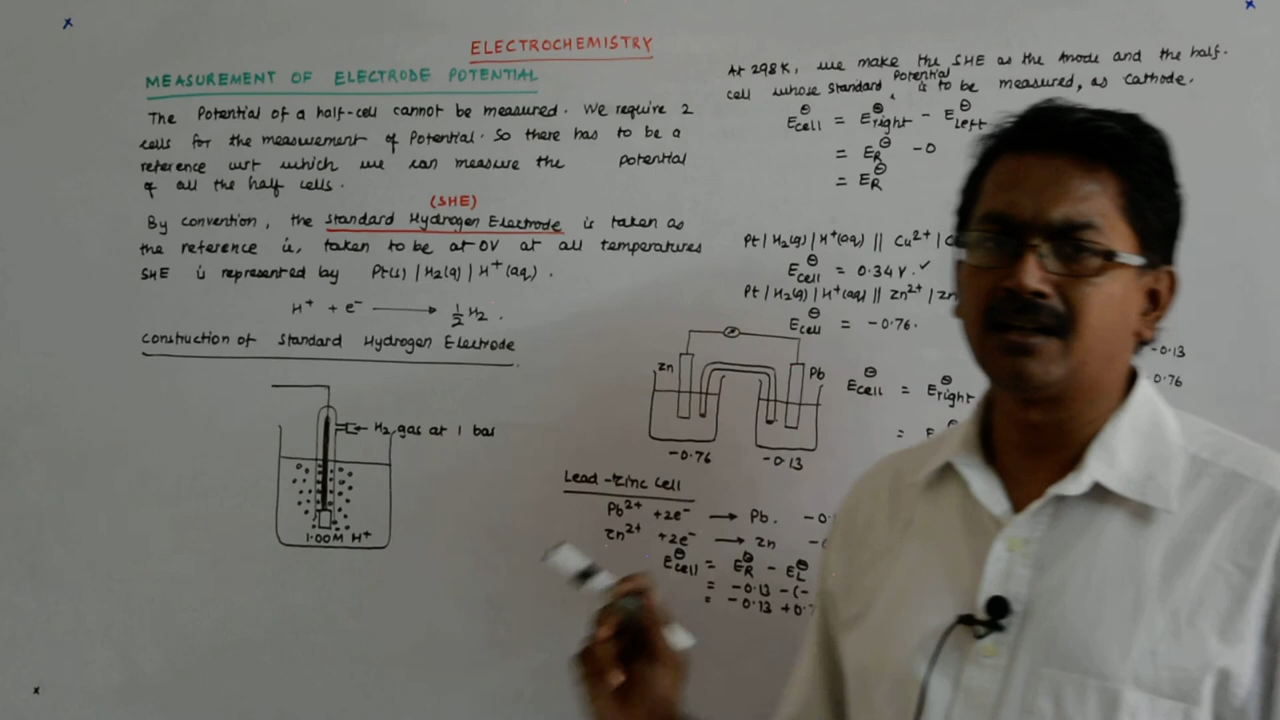 ELECTROCHEMISTRY
MEASUREMENT OF ELECTRODE POTENTIAL
The Potential of a half-cell cannot be measured. We require 2
cells for the measurement of Potential. So there has to be a
reference wrt which we can measure the potential
of all the half cells.
(SHE)
By convention, the Standard Hydrogen Electrode is taken as
the reference is, taken to be at 0V at all temperatures
SHE is represented by Pt(s) | H2(g) | H+(aq).
H+ + e- ⟶ ½H2.
Construction of Standard Hydrogen Electrode
H2 gas at 1 bar
1.00M H+
At 298K, we make the SHE as the Anode and the half-
cell whose standard Potential is to be measured, as cathode.
E⊖cell = E⊖right - E⊖Left
= E⊖R - 0
= E⊖R
Pt | H2(g) | H+(aq) || Cu2+ |
E⊖cell = 0.34V. ✓
Pt | H2(g) | H+(aq) || Zn2+ | Zn
E⊖cell = -0.76.
Zn
Pb
-0.76
-0.13
E⊖cell = E⊖right
=
-0.13
0.76
Lead-Zinc Cell
Pb2+ +2e- ⟶ Pb.
Zn2+ +2e- ⟶ Zn
E⊖cell = E⊖R - E⊖L
= -0.13 -(-
= -0.13 +0.